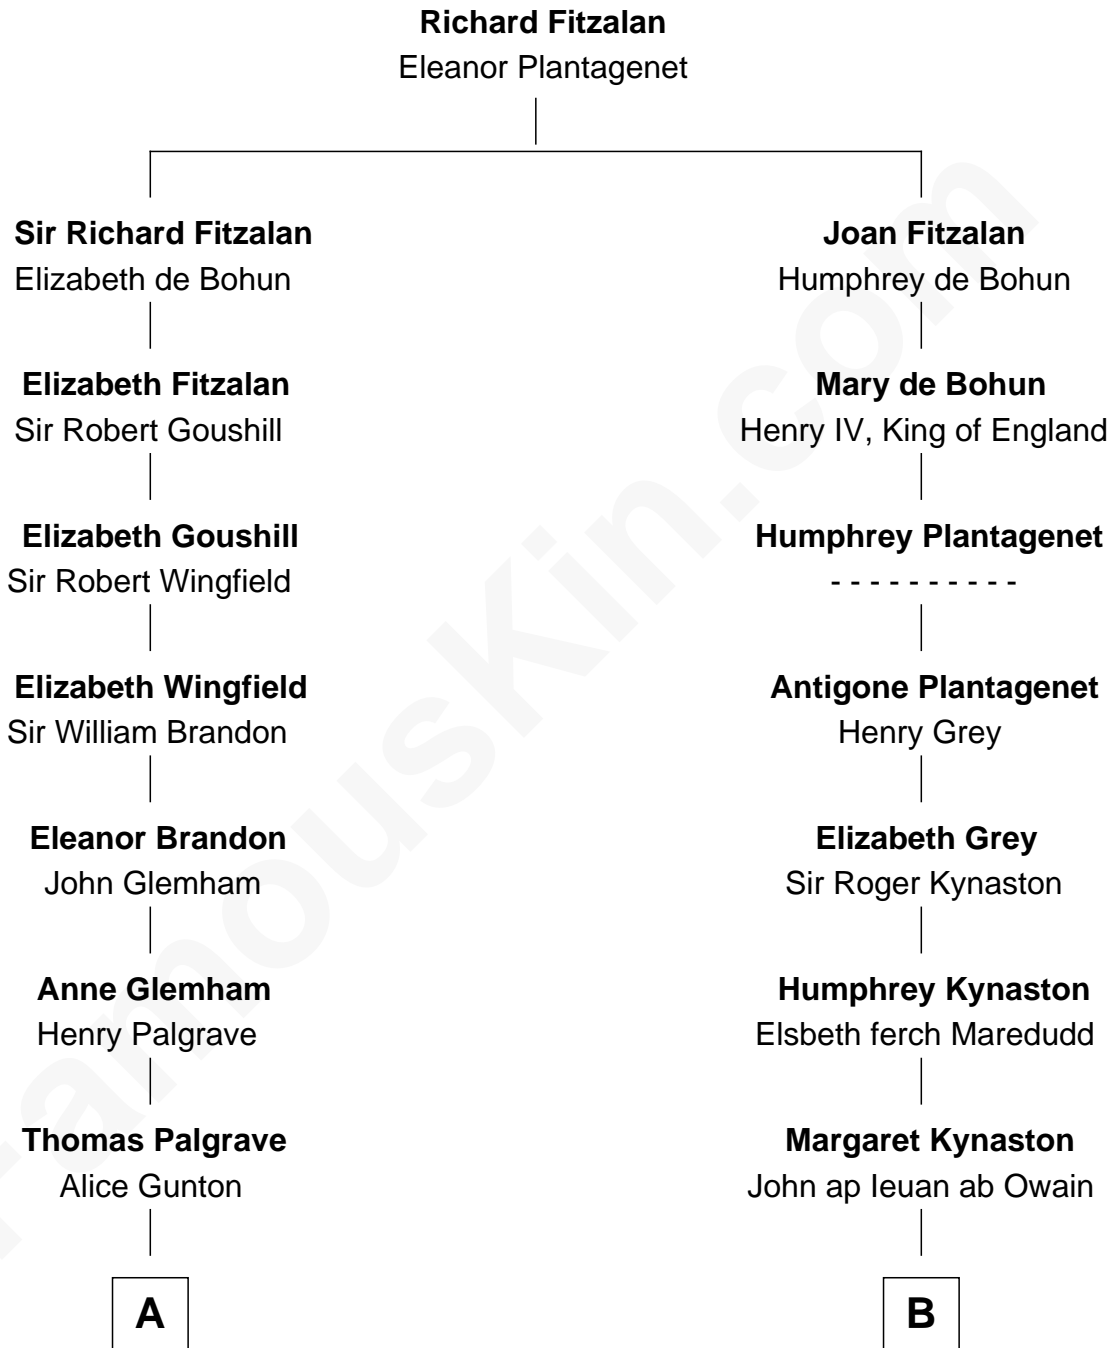 Richard Fitzalan
Eleanor Plantagenet
Sir Richard Fitzalan
Elizabeth de Bohun
Joan Fitzalan
Humphrey de Bohun
Elizabeth Fitzalan
Sir Robert Goushill
Mary de Bohun
Henry IV, King of England
Elizabeth Goushill
Sir Robert Wingfield
Humphrey Plantagenet
- - - - - - - - - -
Elizabeth Wingfield
Sir William Brandon
Antigone Plantagenet
Henry Grey
Eleanor Brandon
John Glemham
Elizabeth Grey
Sir Roger Kynaston
Anne Glemham
Henry Palgrave
Humphrey Kynaston
Elsbeth ferch Maredudd
Thomas Palgrave
Alice Gunton
Margaret Kynaston
John ap Ieuan ab Owain
A
B
FamousKin.com